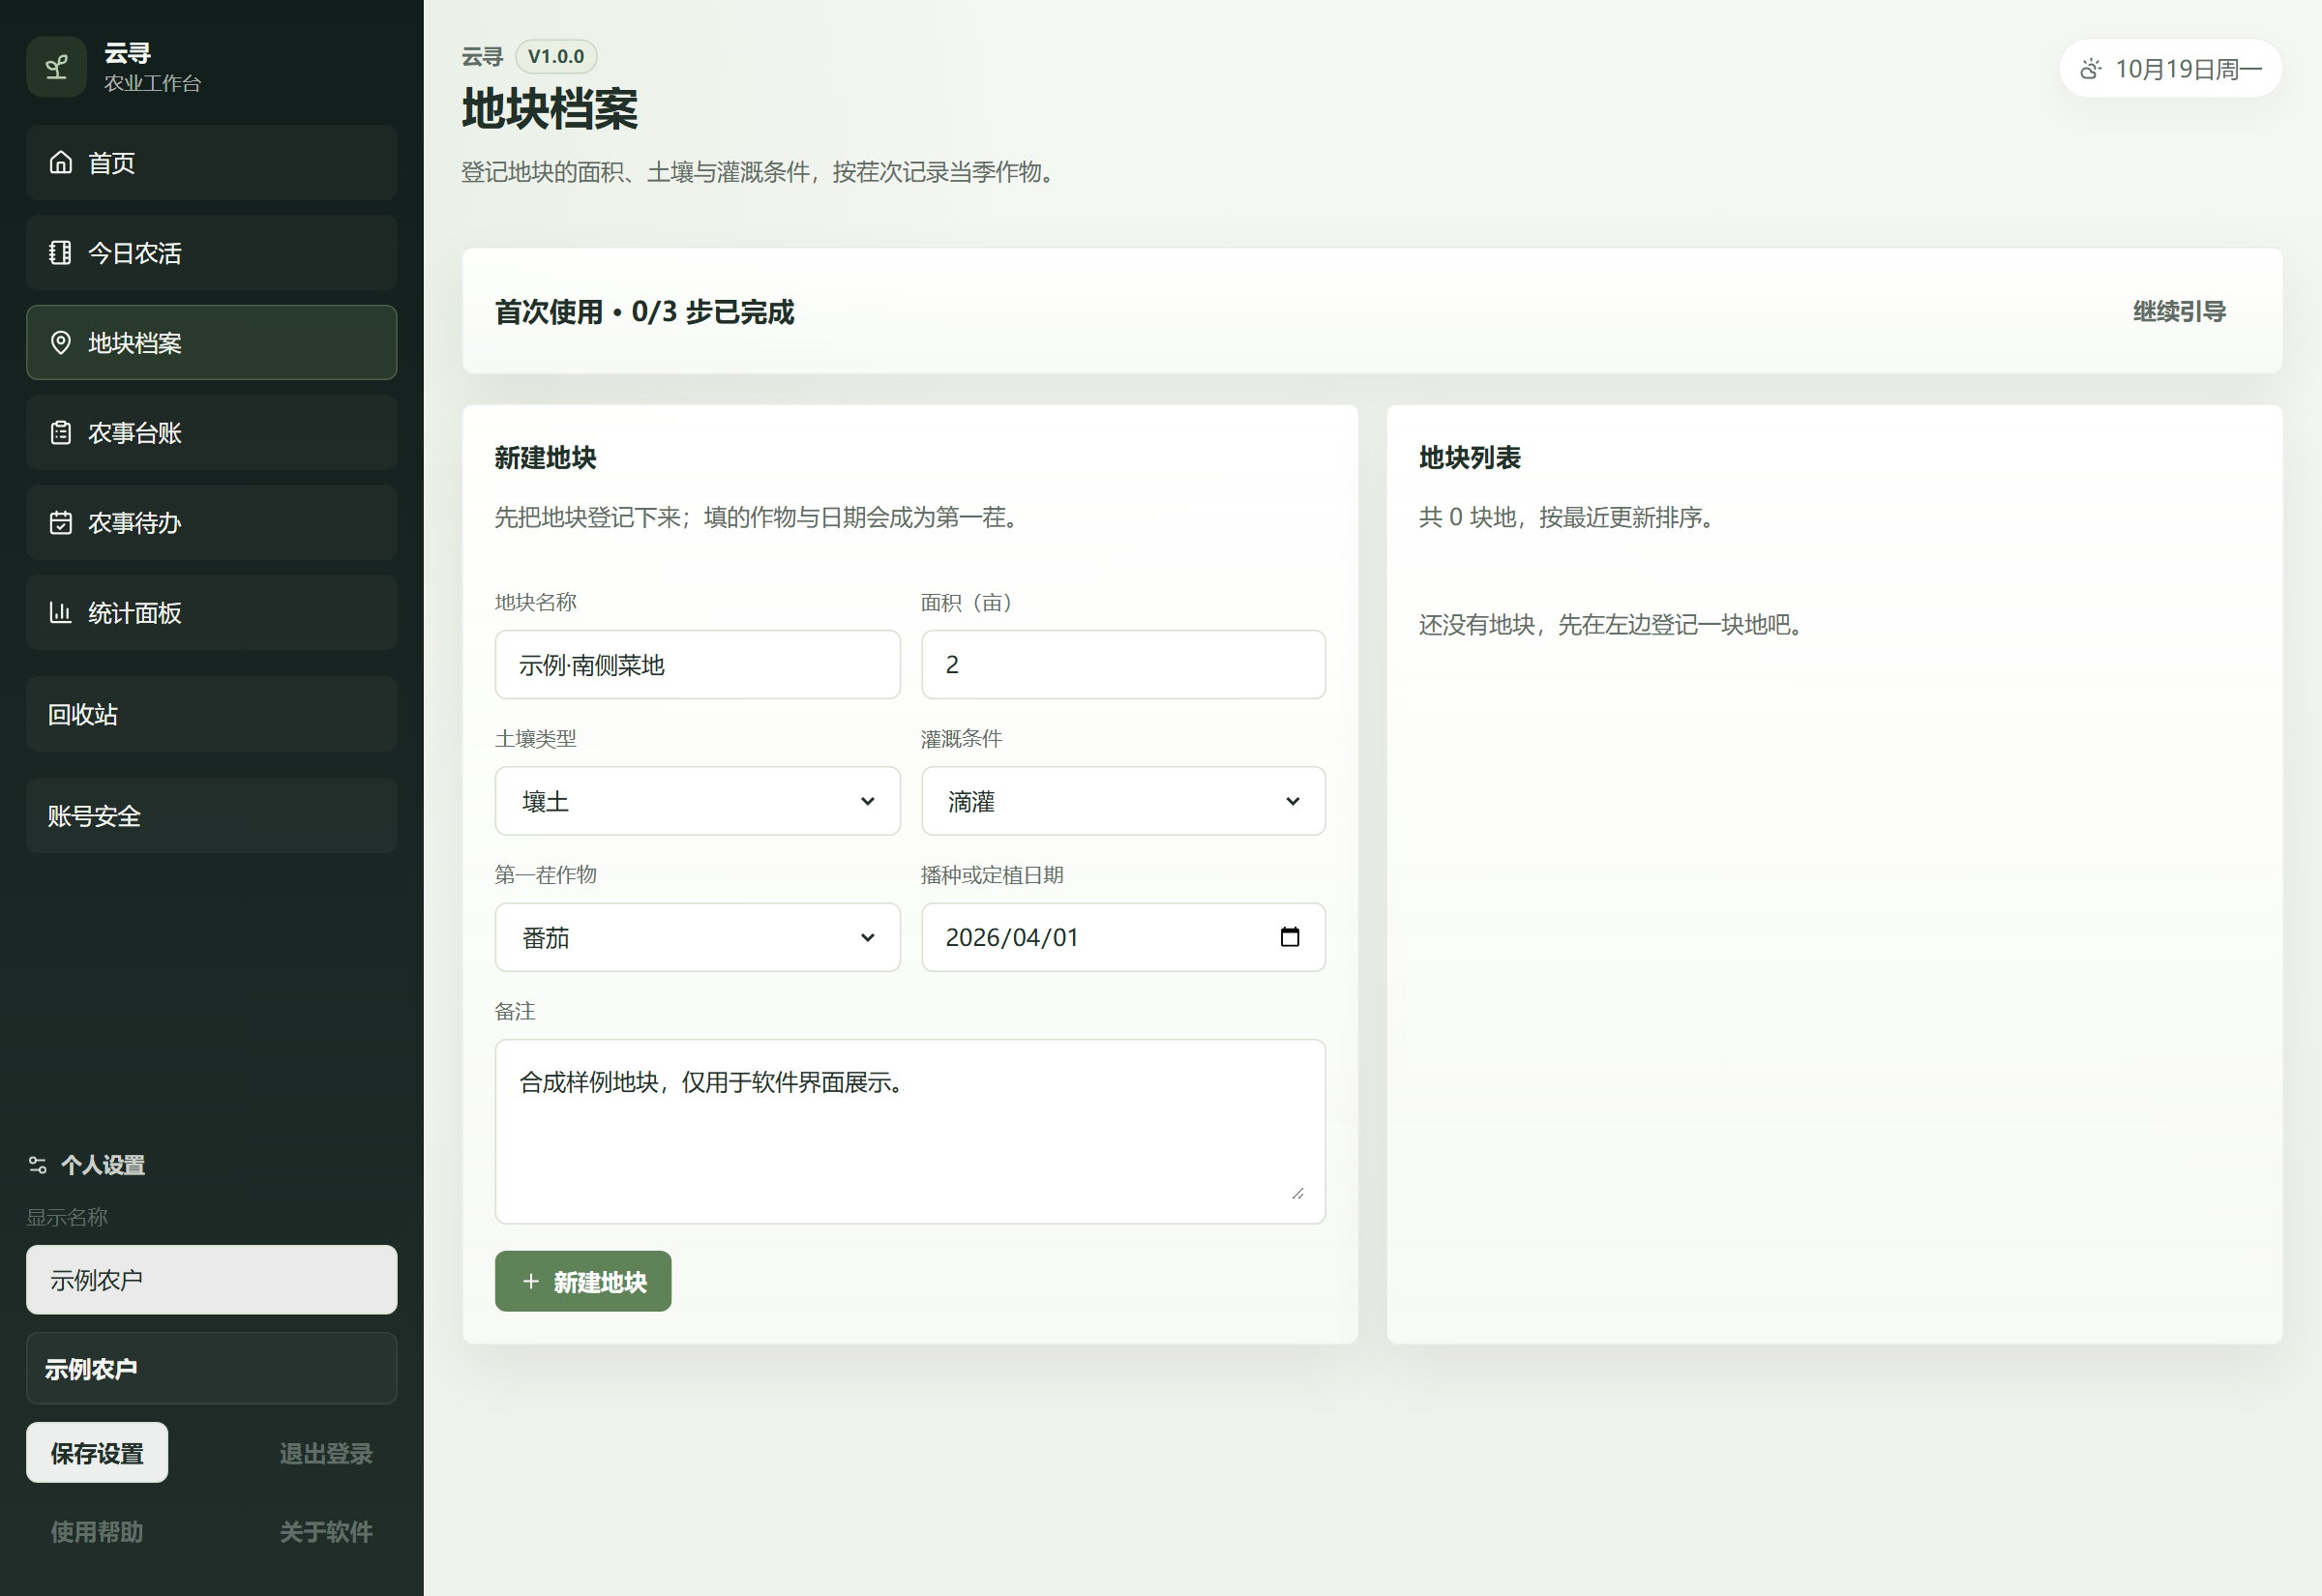 云寻
农业工作台
首页
今日农活
地块档案
农事台账
农事待办
统计面板
回收站
账号安全
个人设置
显示名称
示例农户
示例农户
保存设置 退出登录
使用帮助 关于软件
云寻 V1.0.0
地块档案
登记地块的面积、土壤与灌溉条件，按茬次记录当季作物。
10月19日周一
首次使用 • 0/3 步已完成
继续引导
新建地块
先把地块登记下来；填的作物与日期会成为第一茬。
地块名称 面积（亩）
示例·南侧菜地 2
土壤类型 灌溉条件
壤土 滴灌
第一茬作物 播种或定植日期
番茄 2026/04/01
备注
合成样例地块，仅用于软件界面展示。
+ 新建地块
地块列表
共 0 块地，按最近更新排序。
还没有地块，先在左边登记一块地吧。